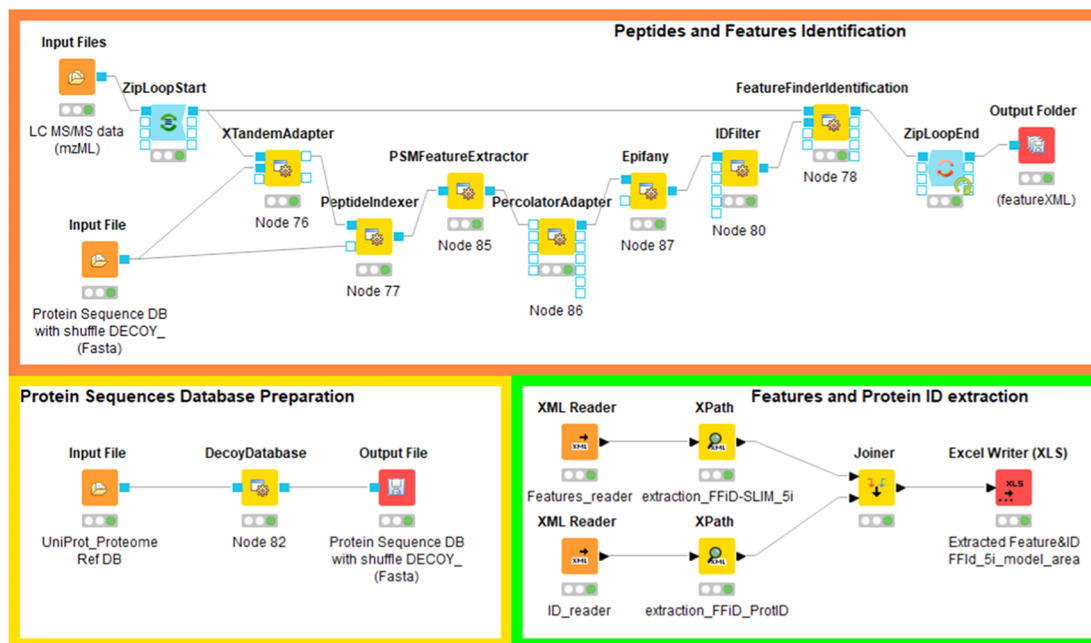 Peptides and Features Identification
Input Files
ZipLoopStart
FeatureFinderIdentification
Output Folder
LC MS/MS data
(mzML)
XTandemAdapter
PSMFeatureExtractor
Epifany
IDFilter
ZipLoopEnd
Node 78
(featureXML)
Input File
Node 76
PeptideIndexer
Node 85
PercolatorAdapter
Node 87
Node 80
Node 77
Node 86
Protein Sequence DB
with shuffle DECOY_
(Fasta)
Protein Sequences Database Preparation
Input File
DecoyDatabase
Output File
UniProt_Proteome
Ref DB
Node 82
Protein Sequence DB
with shuffle DECOY_
(Fasta)
Features and Protein ID extraction
XML Reader
XPath
XML
Features_reader
extraction_FFiD-SLIM_5i
Joiner
Excel Writer (XLS)
XLS
XML Reader
XPath
XML
Extracted Feature&ID
FFId_5i_model_area
ID_reader
extraction_FFiD_ProtID